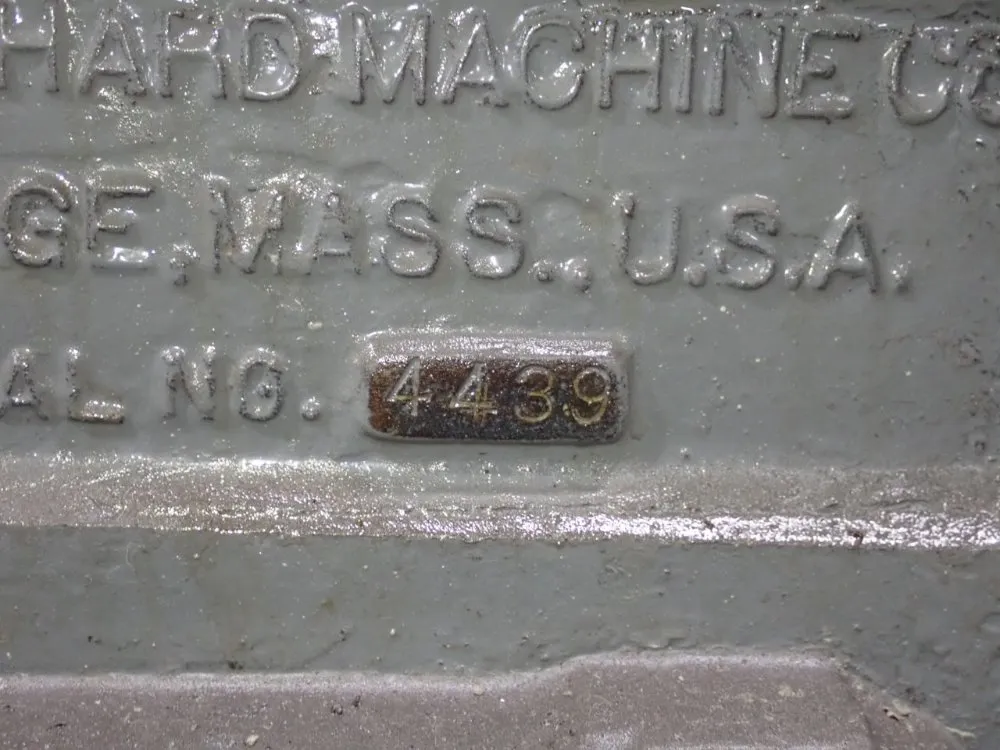 HARD MACHINE CO
GE, MASS., U.S.A.
AL NO. 4439